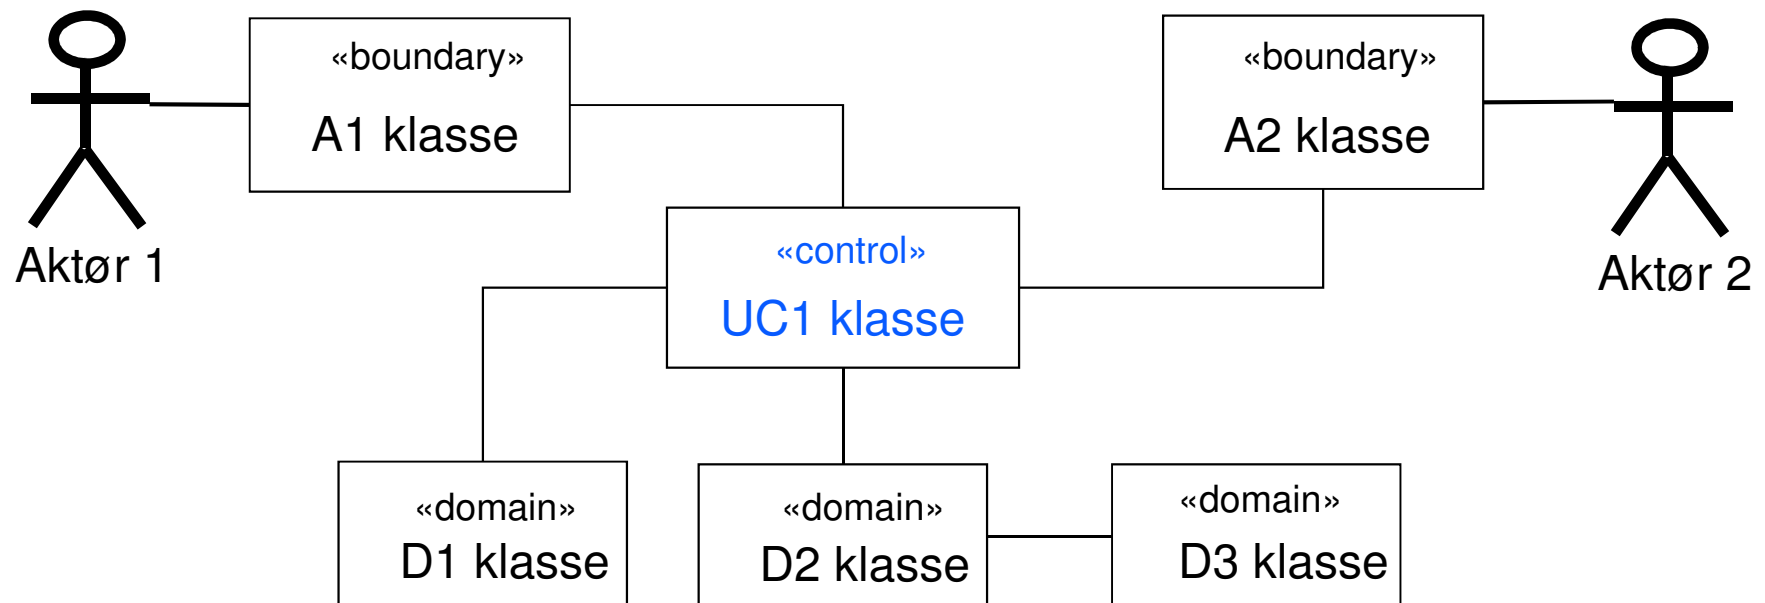 «boundary»
A1 klasse
«boundary»
A2 klasse
Aktør 1
Aktør 2
«control»
UC1 klasse
«domain»
D1 klasse
«domain»
D2 klasse
«domain»
D3 klasse